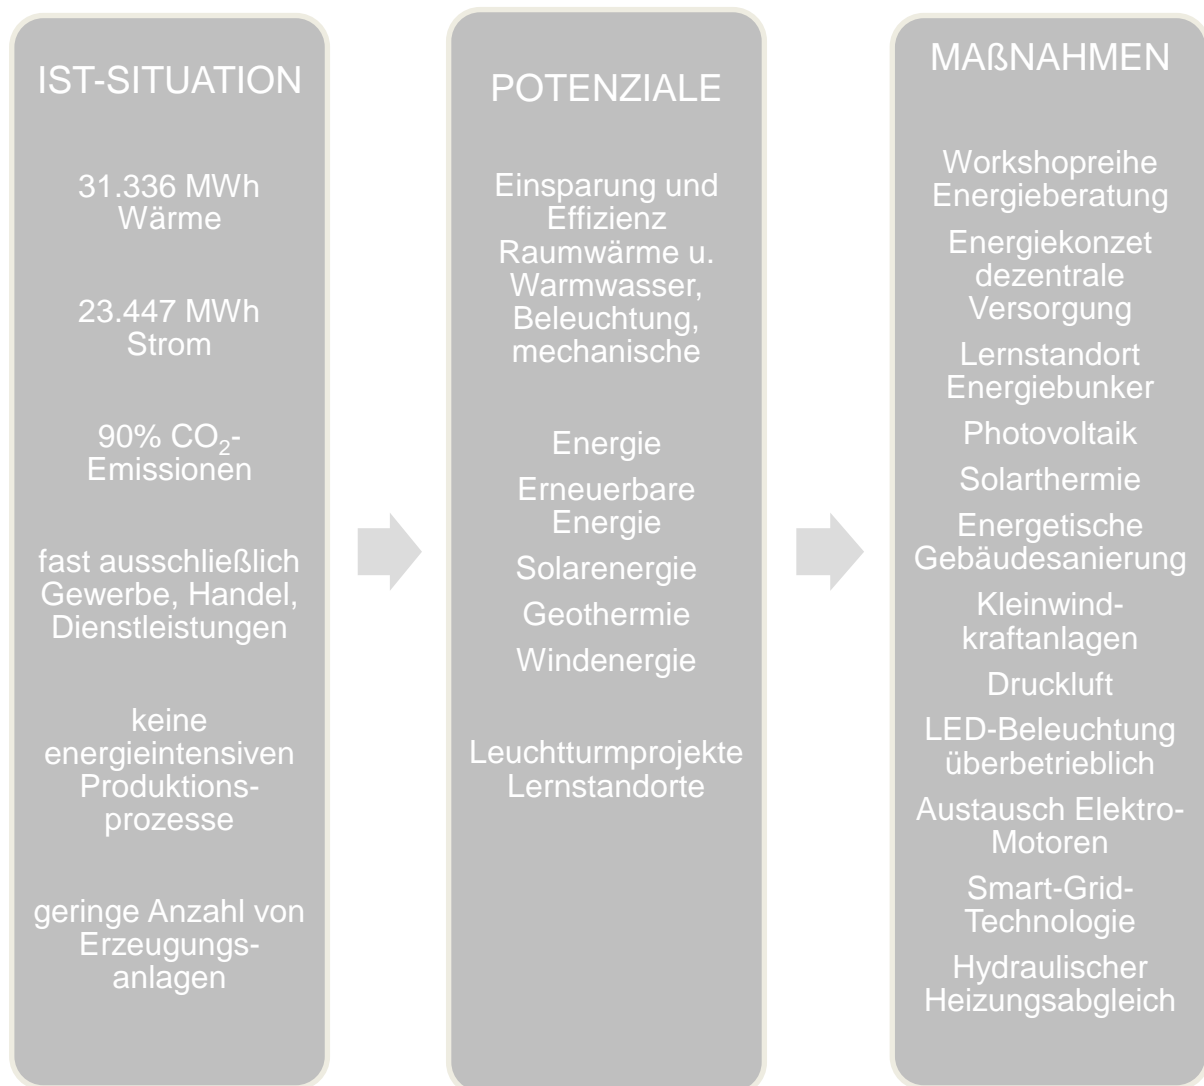 IST-SITUATION
31.336 MWh
Wärme
23.447 MWh
Strom
90% CO₂-
Emissionen
fast ausschließlich
Gewerbe, Handel,
Dienstleistungen
keine
energieintensiven
Produktions-
prozesse
geringe Anzahl von
Erzeugungs-
anlagen
POTENZIALE
Einsparung und
Effizienz
Raumwärme u.
Warmwasser,
Beleuchtung,
mechanische
Energie
Erneuerbare
Energie
Solarenergie
Geothermie
Windenergie
Leuchtturmprojekte
Lernstandorte
MAßNAHMEN
Workshopreihe
Energieberatung
Energiekonzet
dezentrale
Versorgung
Lernstandort
Energiebunker
Photovoltaik
Solarthermie
Energetische
Gebäudesanierung
Kleinwind-
kraftanlagen
Druckluft
LED-Beleuchtung
überbetrieblich
Austausch Elektro-
Motoren
Smart-Grid-
Technologie
Hydraulischer
Heizungsabgleich